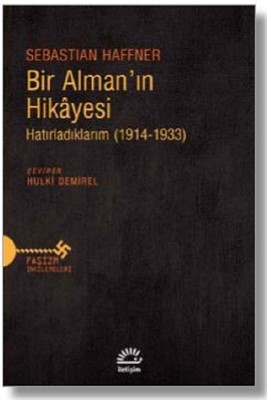 SEBASTIAN HAFFNER
Bir Alman'ın
Hikâyesi
Hatırladıklarım (1914-1933)
ÇEVİREN
HULKİ DEMİREL
FAŞİZM
İNCELEMELERİ
iletişim